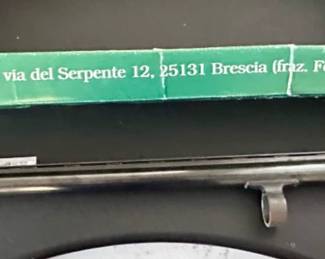 via del Serpente 12, 25131 Brescia (fraz.